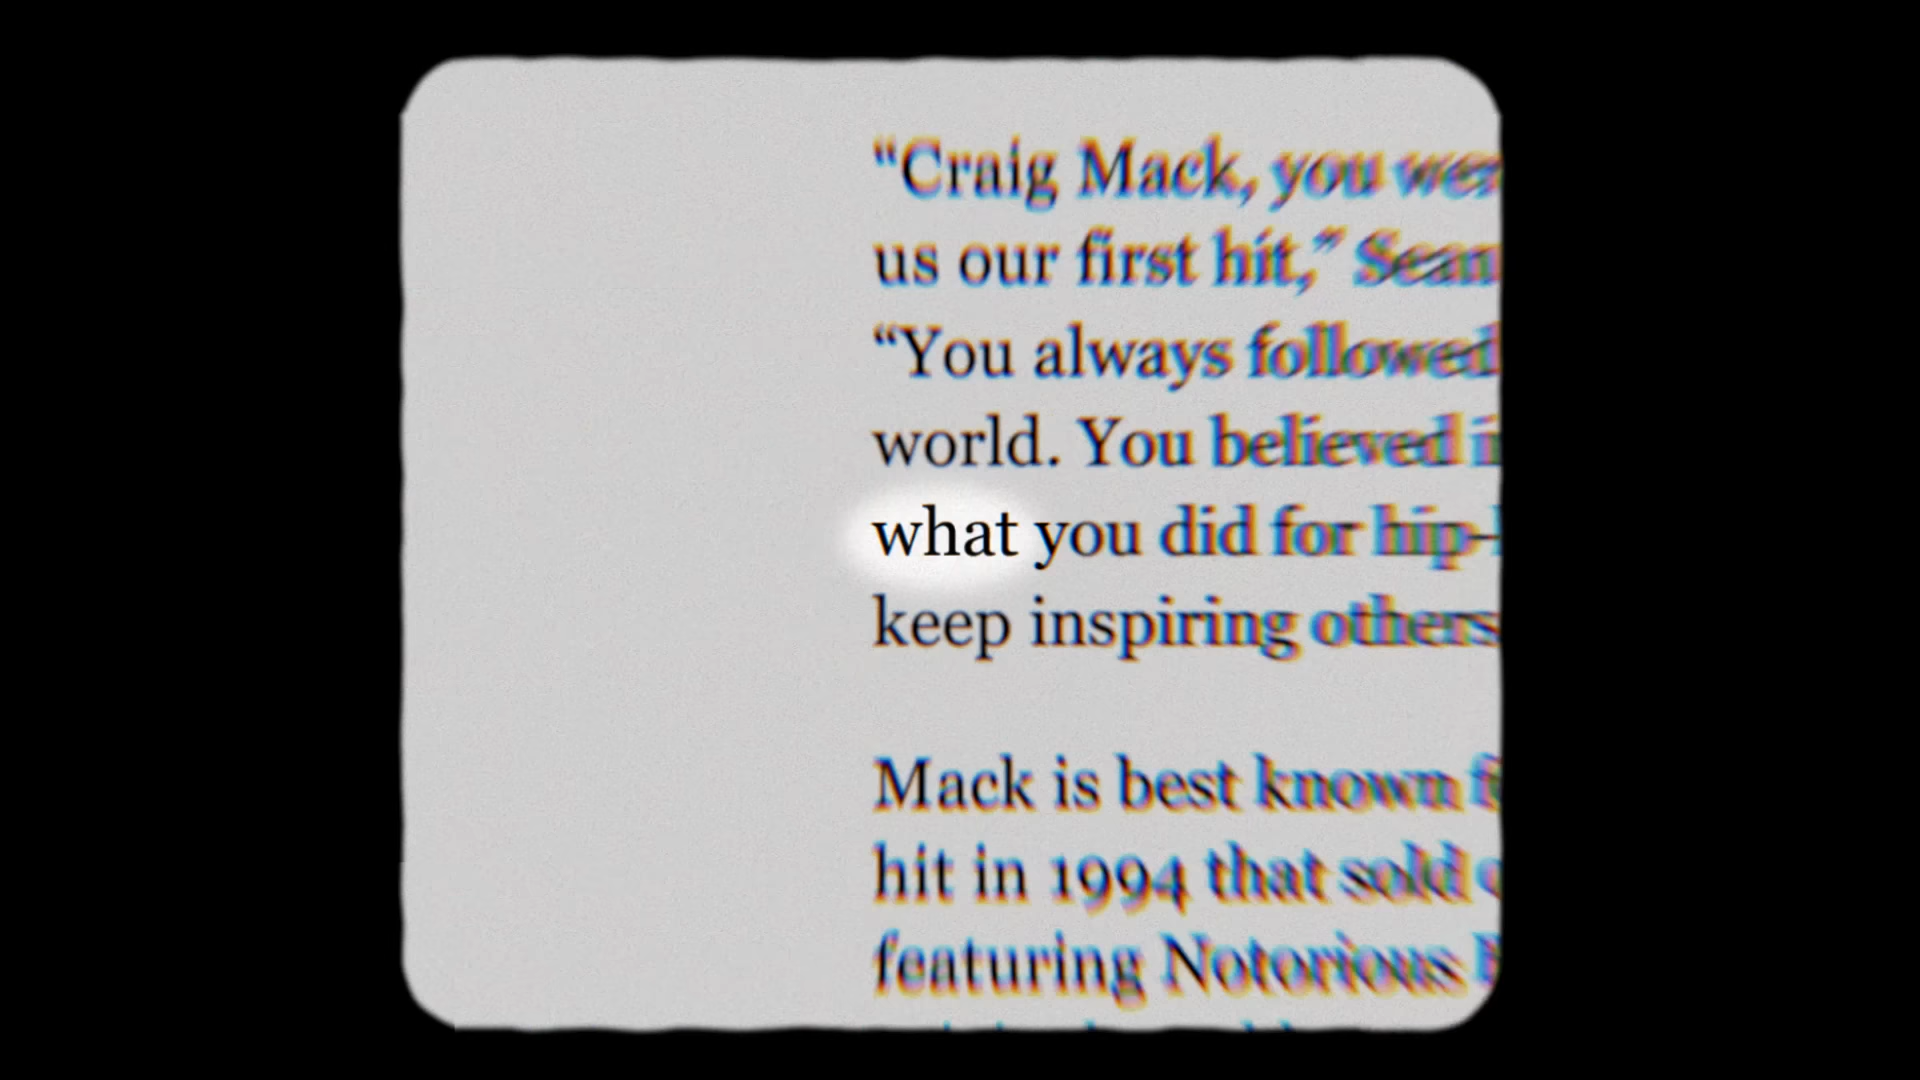 “Craig Mack, you wer
us our first hit,” Sean
“You always followed
world. You believed i
what you did for hip-
keep inspiring others
Mack is best known f
hit in 1994 that sold
featuring Notorious